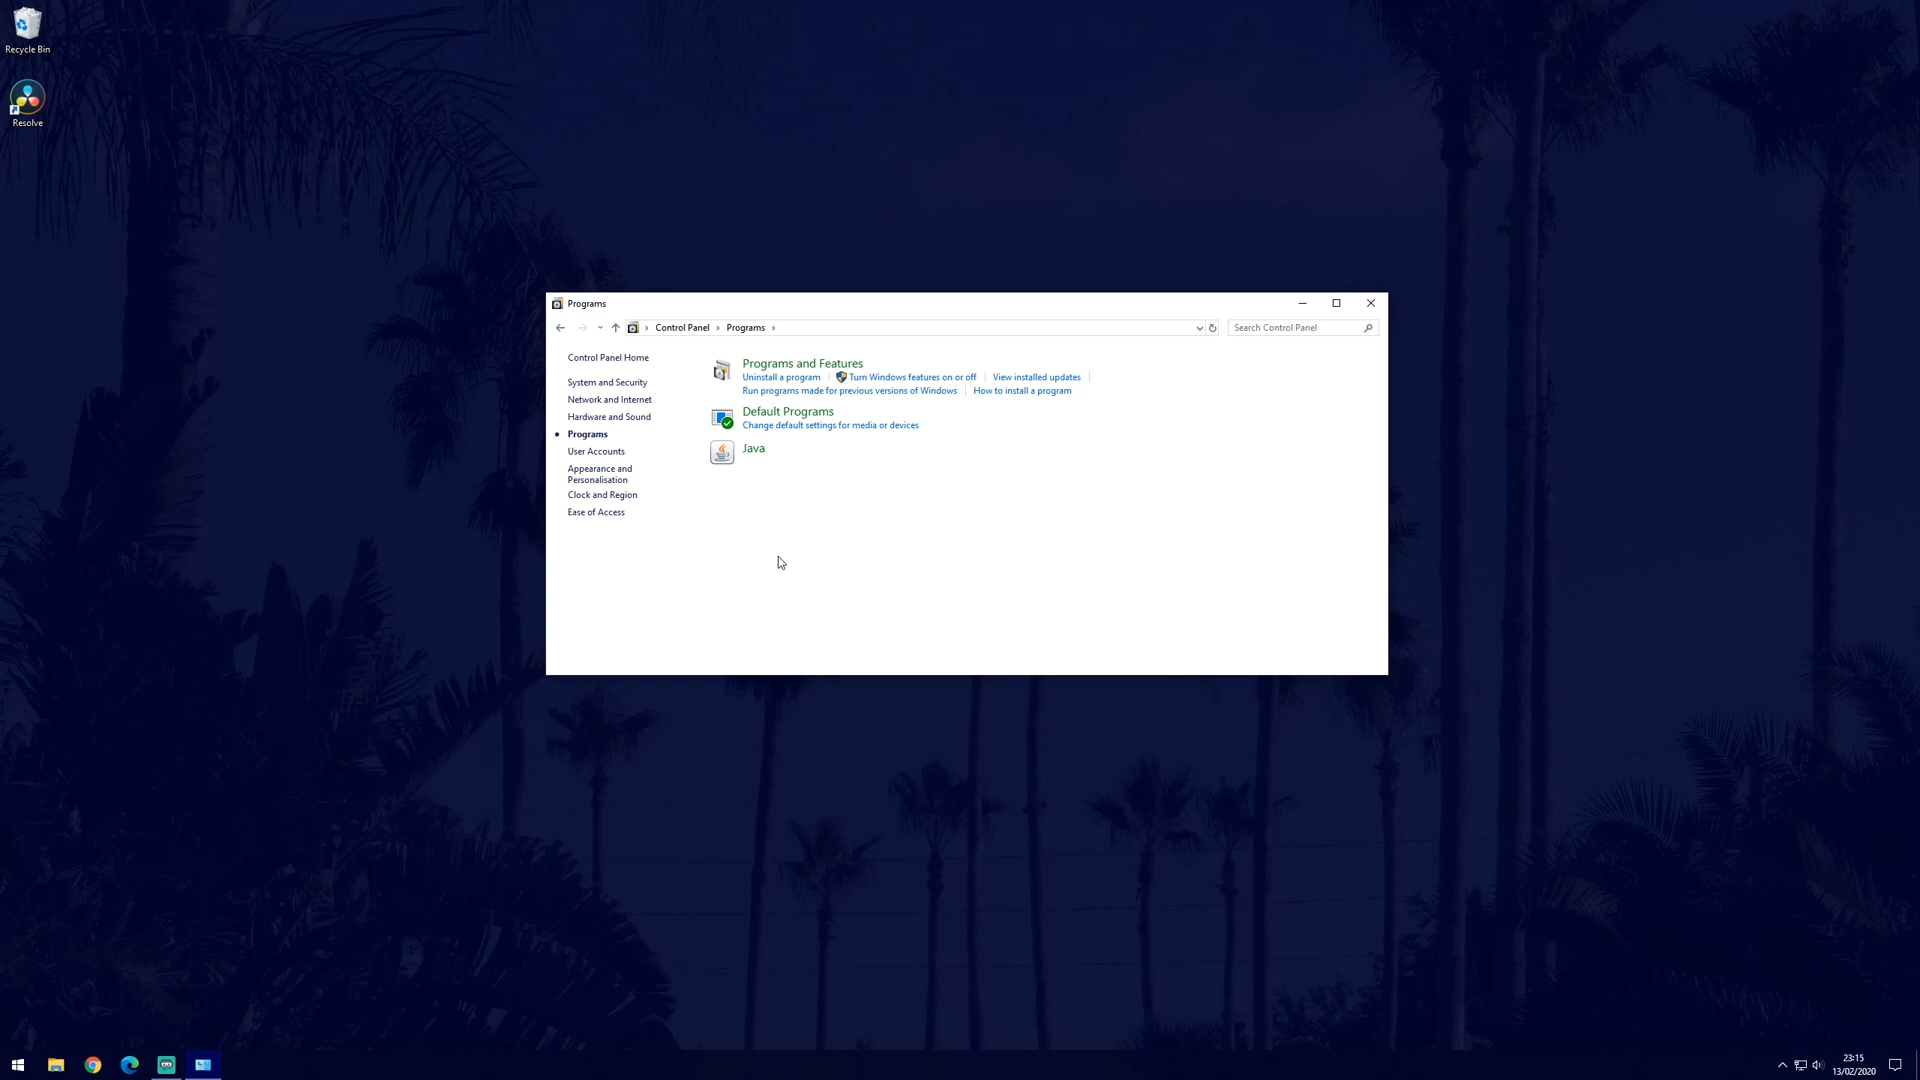 Recycle Bin
Resolve
Programs
Control Panel
Programs
Search Control Panel
Control Panel Home
System and Security
Network and Internet
Hardware and Sound
Programs
User Accounts
Appearance and
Personalisation
Clock and Region
Ease of Access
Programs and Features
Uninstall a program
Turn Windows features on or off
View installed updates
Run programs made for previous versions of Windows
How to install a program
Default Programs
Change default settings for media or devices
Java
23:15
13/02/2020